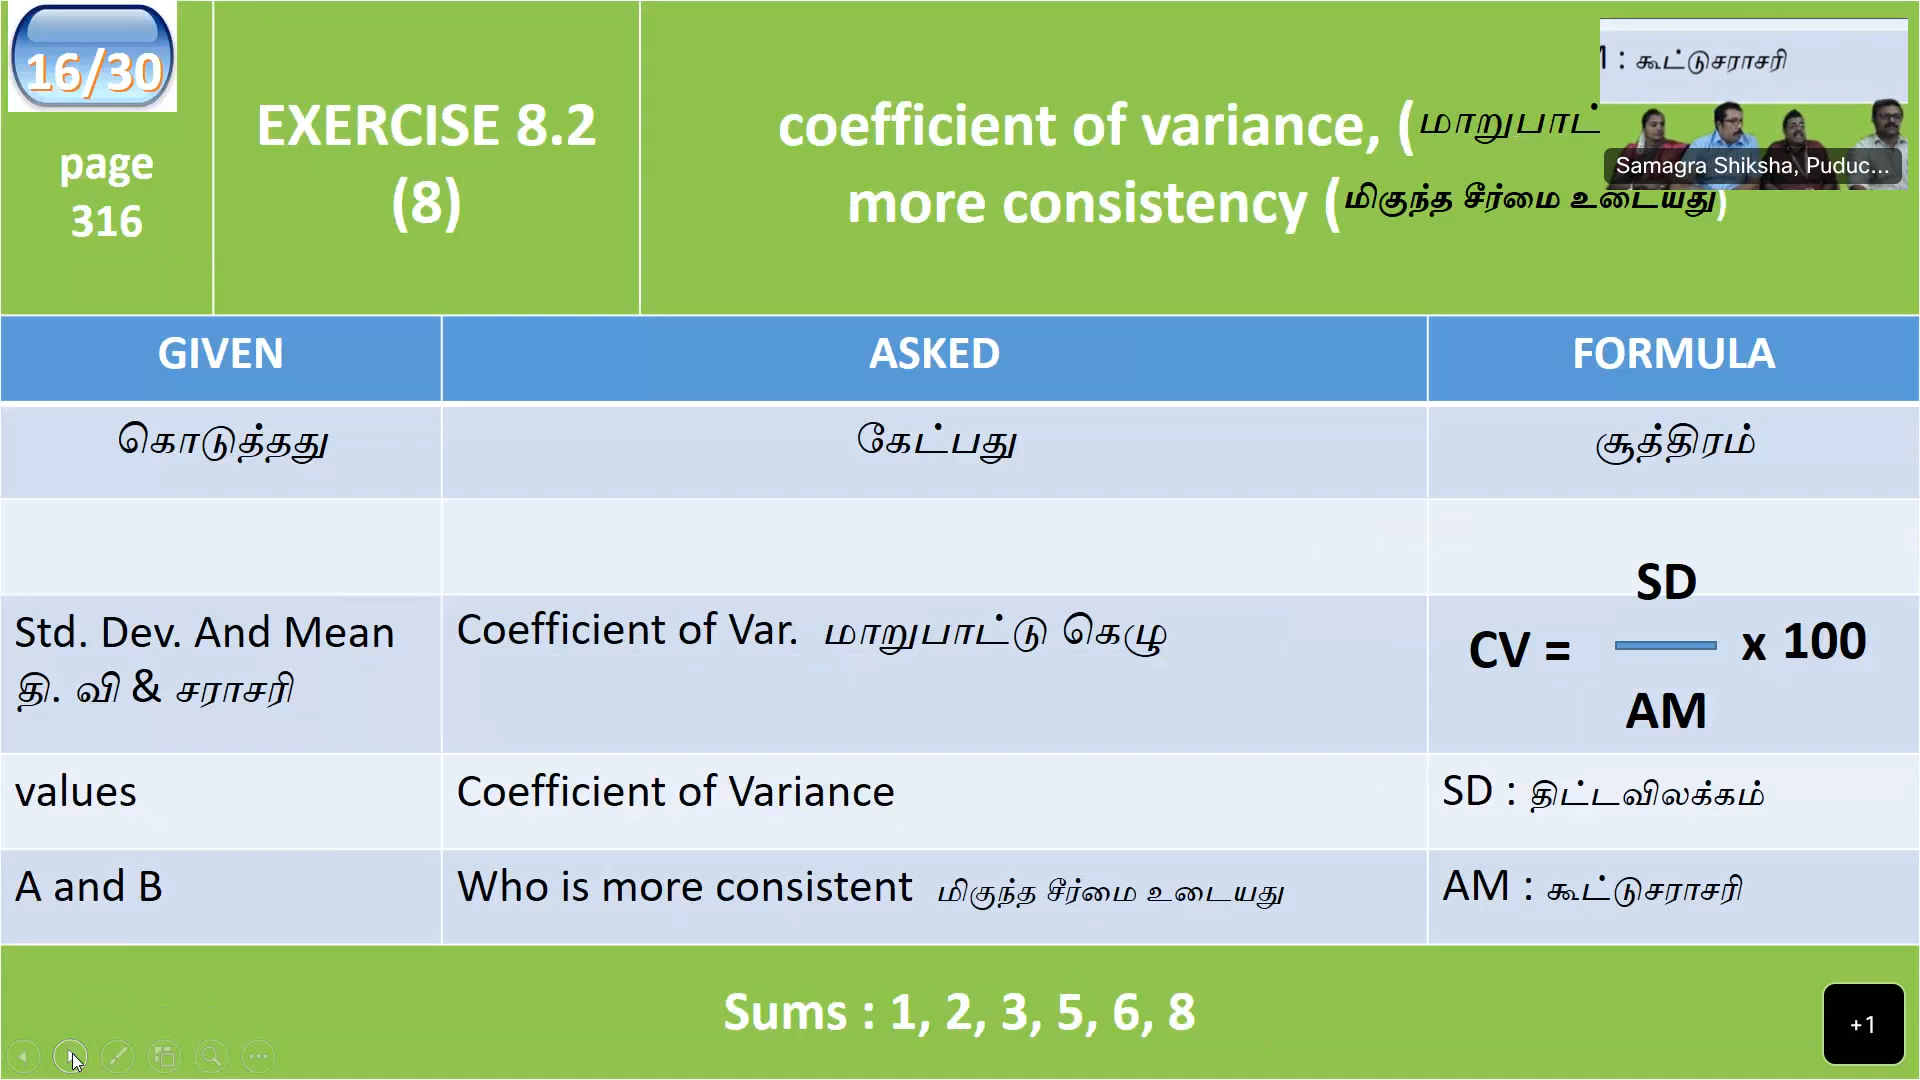 16/30
page
316
EXERCISE 8.2
(8)
coefficient of variance, (
more consistency (மிகுந்த சீர்மை உடையது)
: கூட்டுசராசரி
Samagra Shiksha, Puduc...
GIVEN
ASKED
FORMULA
கொடுத்தது
கேட்பது
சூத்திரம்
Std. Dev. And Mean
தி. வி & சராசரி
Coefficient of Var. மாறுபாட்டு கெழு
SD
CV = x 100
AM
values
Coefficient of Variance
SD : திட்டவிலக்கம்
A and B
Who is more consistent மிகுந்த சீர்மை உடையது
AM : கூட்டுசராசரி
Sums : 1, 2, 3, 5, 6, 8
+1